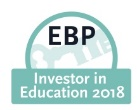 EBP
Investor in
Education 2018